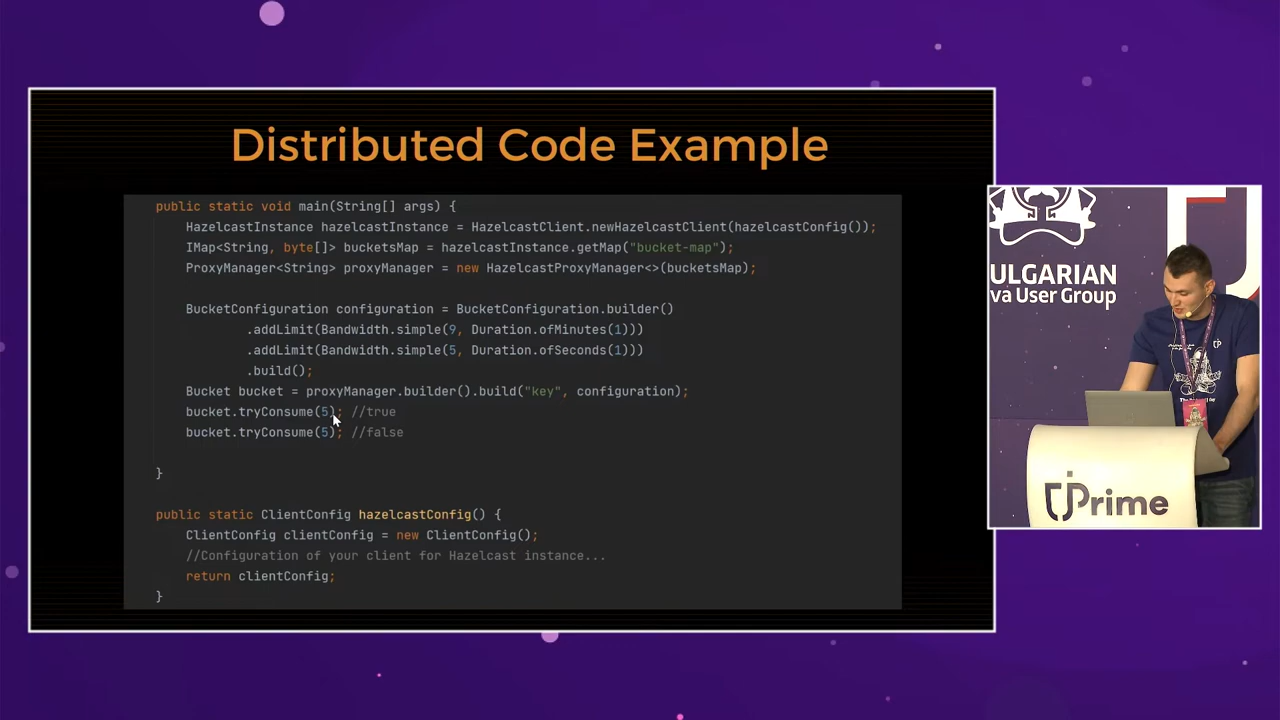 Distributed Code Example
public static void main(String[] args) {
HazelcastInstance hazelcastInstance = HazelcastClient.newHazelcastClient(hazelcastConfig());
IMap<String, byte[]> bucketsMap = hazelcastInstance.getMap("bucket-map");
ProxyManager<String> proxyManager = new HazelcastProxyManager<>(bucketsMap);
BucketConfiguration configuration = BucketConfiguration.builder()
.addLimit(Bandwidth.simple(9, Duration.ofMinutes(1)))
.addLimit(Bandwidth.simple(5, Duration.ofSeconds(1)))
.build();
Bucket bucket = proxyManager.builder().build("key", configuration);
bucket.tryConsume(5); //true
bucket.tryConsume(5); //false
}
public static ClientConfig hazelcastConfig() {
ClientConfig clientConfig = new ClientConfig();
//Configuration of your client for Hazelcast instance...
return clientConfig;
}
ULGARIAN
va User Group
jPrime